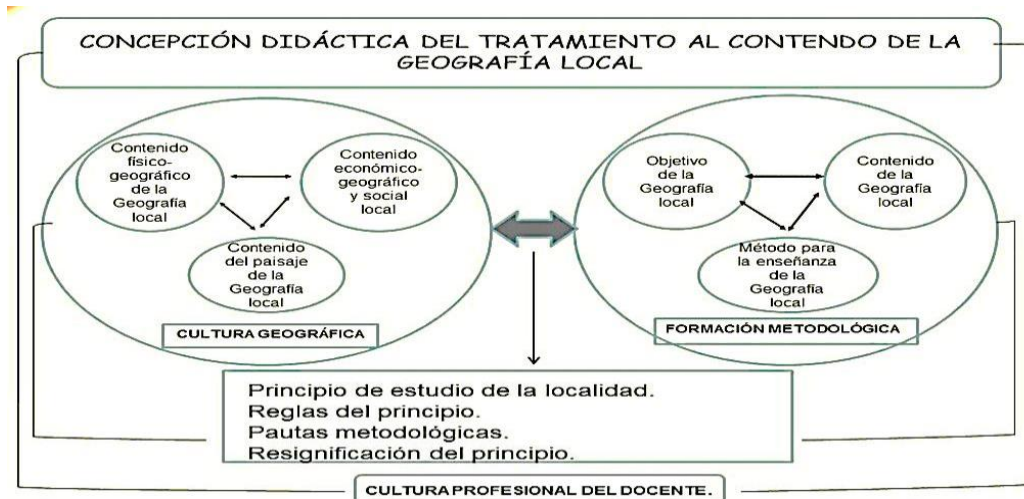 CONCEPCIÓN DIDÁCTICA DEL TRATAMIENTO AL CONTENDO DE LA
GEOGRAFÍA LOCAL
Contenido
físico-
geográfico
de la
Geografía
local
Contenido
económico-
geográfico
y social
local
Contenido
del paisaje
de la
Geografía
local
CULTURA GEOGRÁFICA
Objetivo
de la
Geografía
local
Contenido
de la
Geografía
local
Método para
la enseñanza
de la
Geografía
local
FORMACIÓN METODOLÓGICA
Principio de estudio de la localidad.
Reglas del principio.
Pautas metodológicas.
Resignificación del principio.
CULTURA PROFESIONAL DEL DOCENTE.